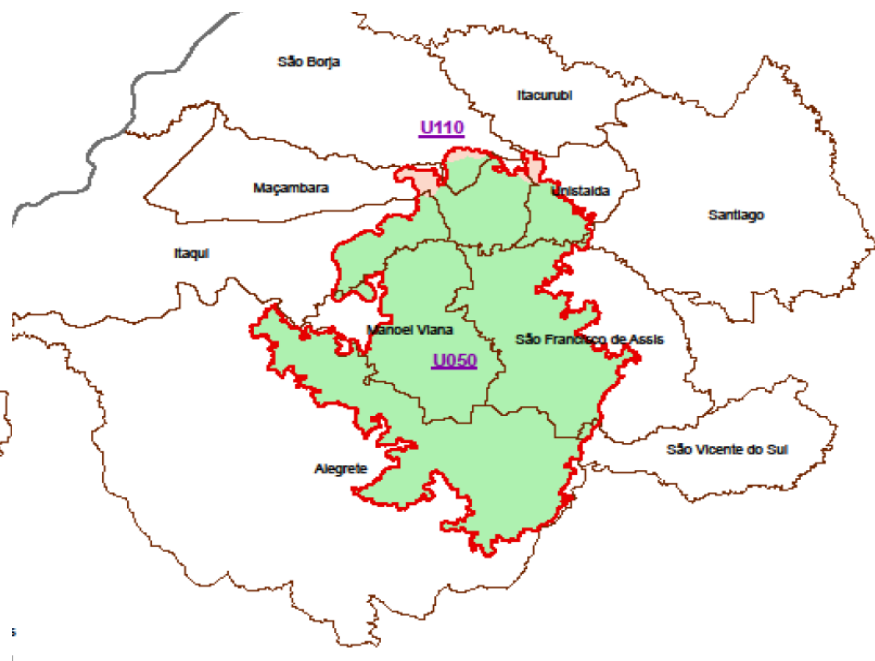 São Borja
Itacurubi
U110
Maçambara
Unistalda
Santiago
Itaqui
Manoel Viana
São Francisco de Assis
U050
São Vicente do Sul
Alegrete
s